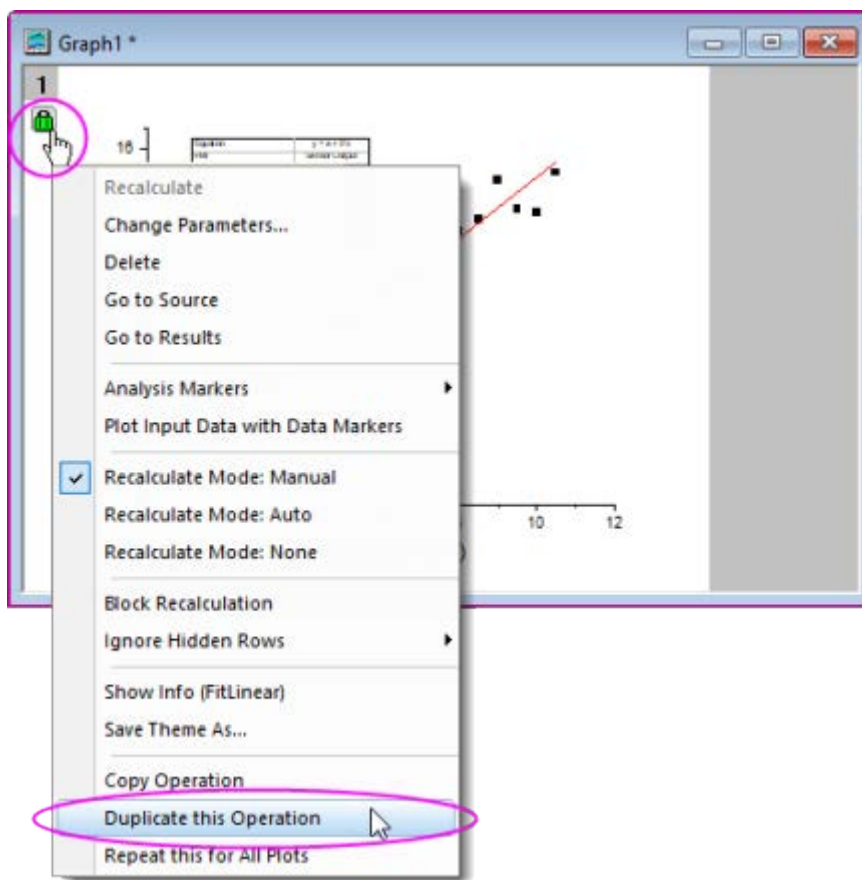 Graph1 *
1
16
Recalculate
Change Parameters...
Delete
Go to Source
Go to Results
Analysis Markers
Plot Input Data with Data Markers
Recalculate Mode: Manual
Recalculate Mode: Auto
Recalculate Mode: None
10 12
)
Block Recalculation
Ignore Hidden Rows
Show Info (FitLinear)
Save Theme As...
Copy Operation
Duplicate this Operation
Repeat this for All Plots